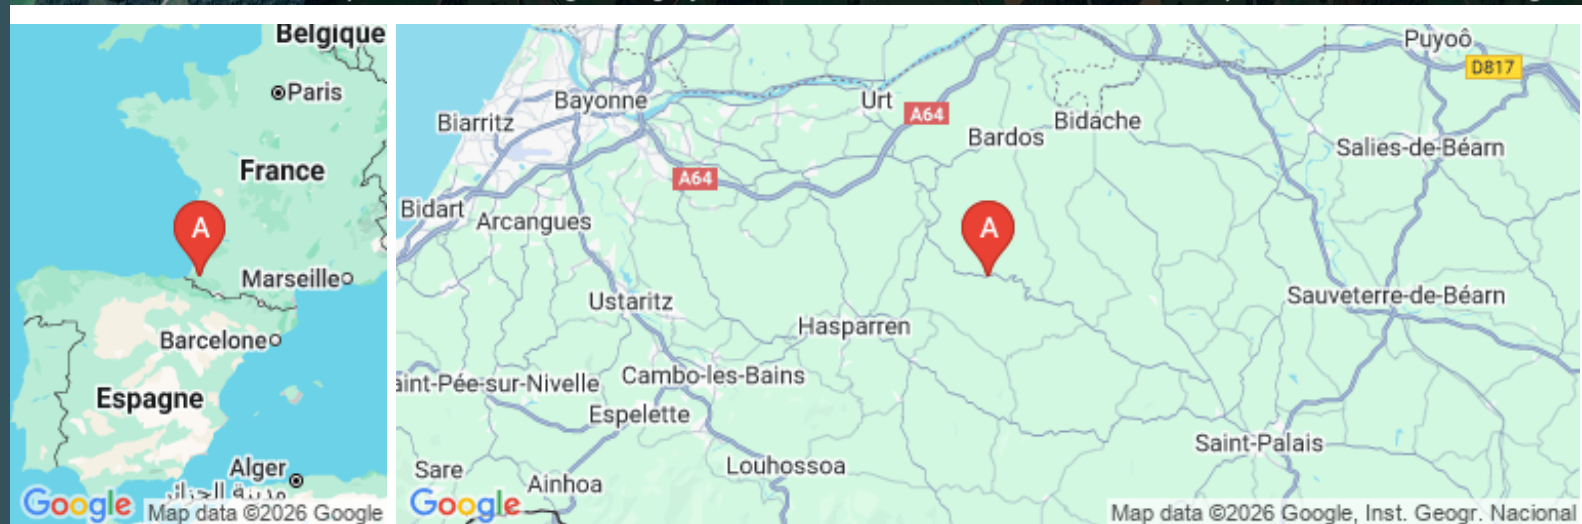 Belgique
Paris
France
A
Marseille
Barcelone
Espagne
Alger
مدينة الجزائر
Google
Map data ©2026 Google
Puyoô
D817
Bayonne
Urt
A64
Biarritz
Bardos
Bidache
Salies-de-Béarn
A64
Bidart
Arcangues
A
Ustaritz
Sauveterre-de-Béarn
Hasparren
aint-Pée-sur-Nivelle
Cambo-les-Bains
Espelette
Saint-Palais
Sare
Louhossoa
Ainhoa
Google
Map data ©2026 Google, Inst. Geogr. Nacional